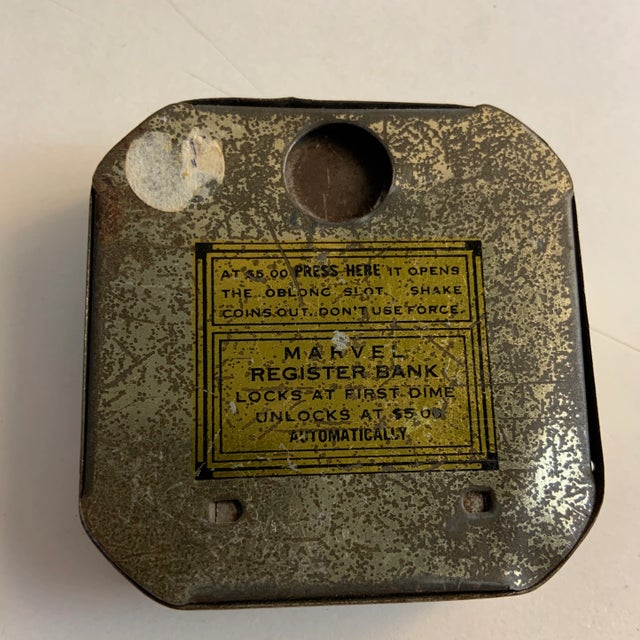 AT $5.00 PRESS HERE IT OPENS
THE OBLONG SLOT. SHAKE
COINS OUT. DON'T USE FORCE.
MARVEL
REGISTER BANK
LOCKS AT FIRST DIME
UNLOCKS AT $5.00
AUTOMATICALLY